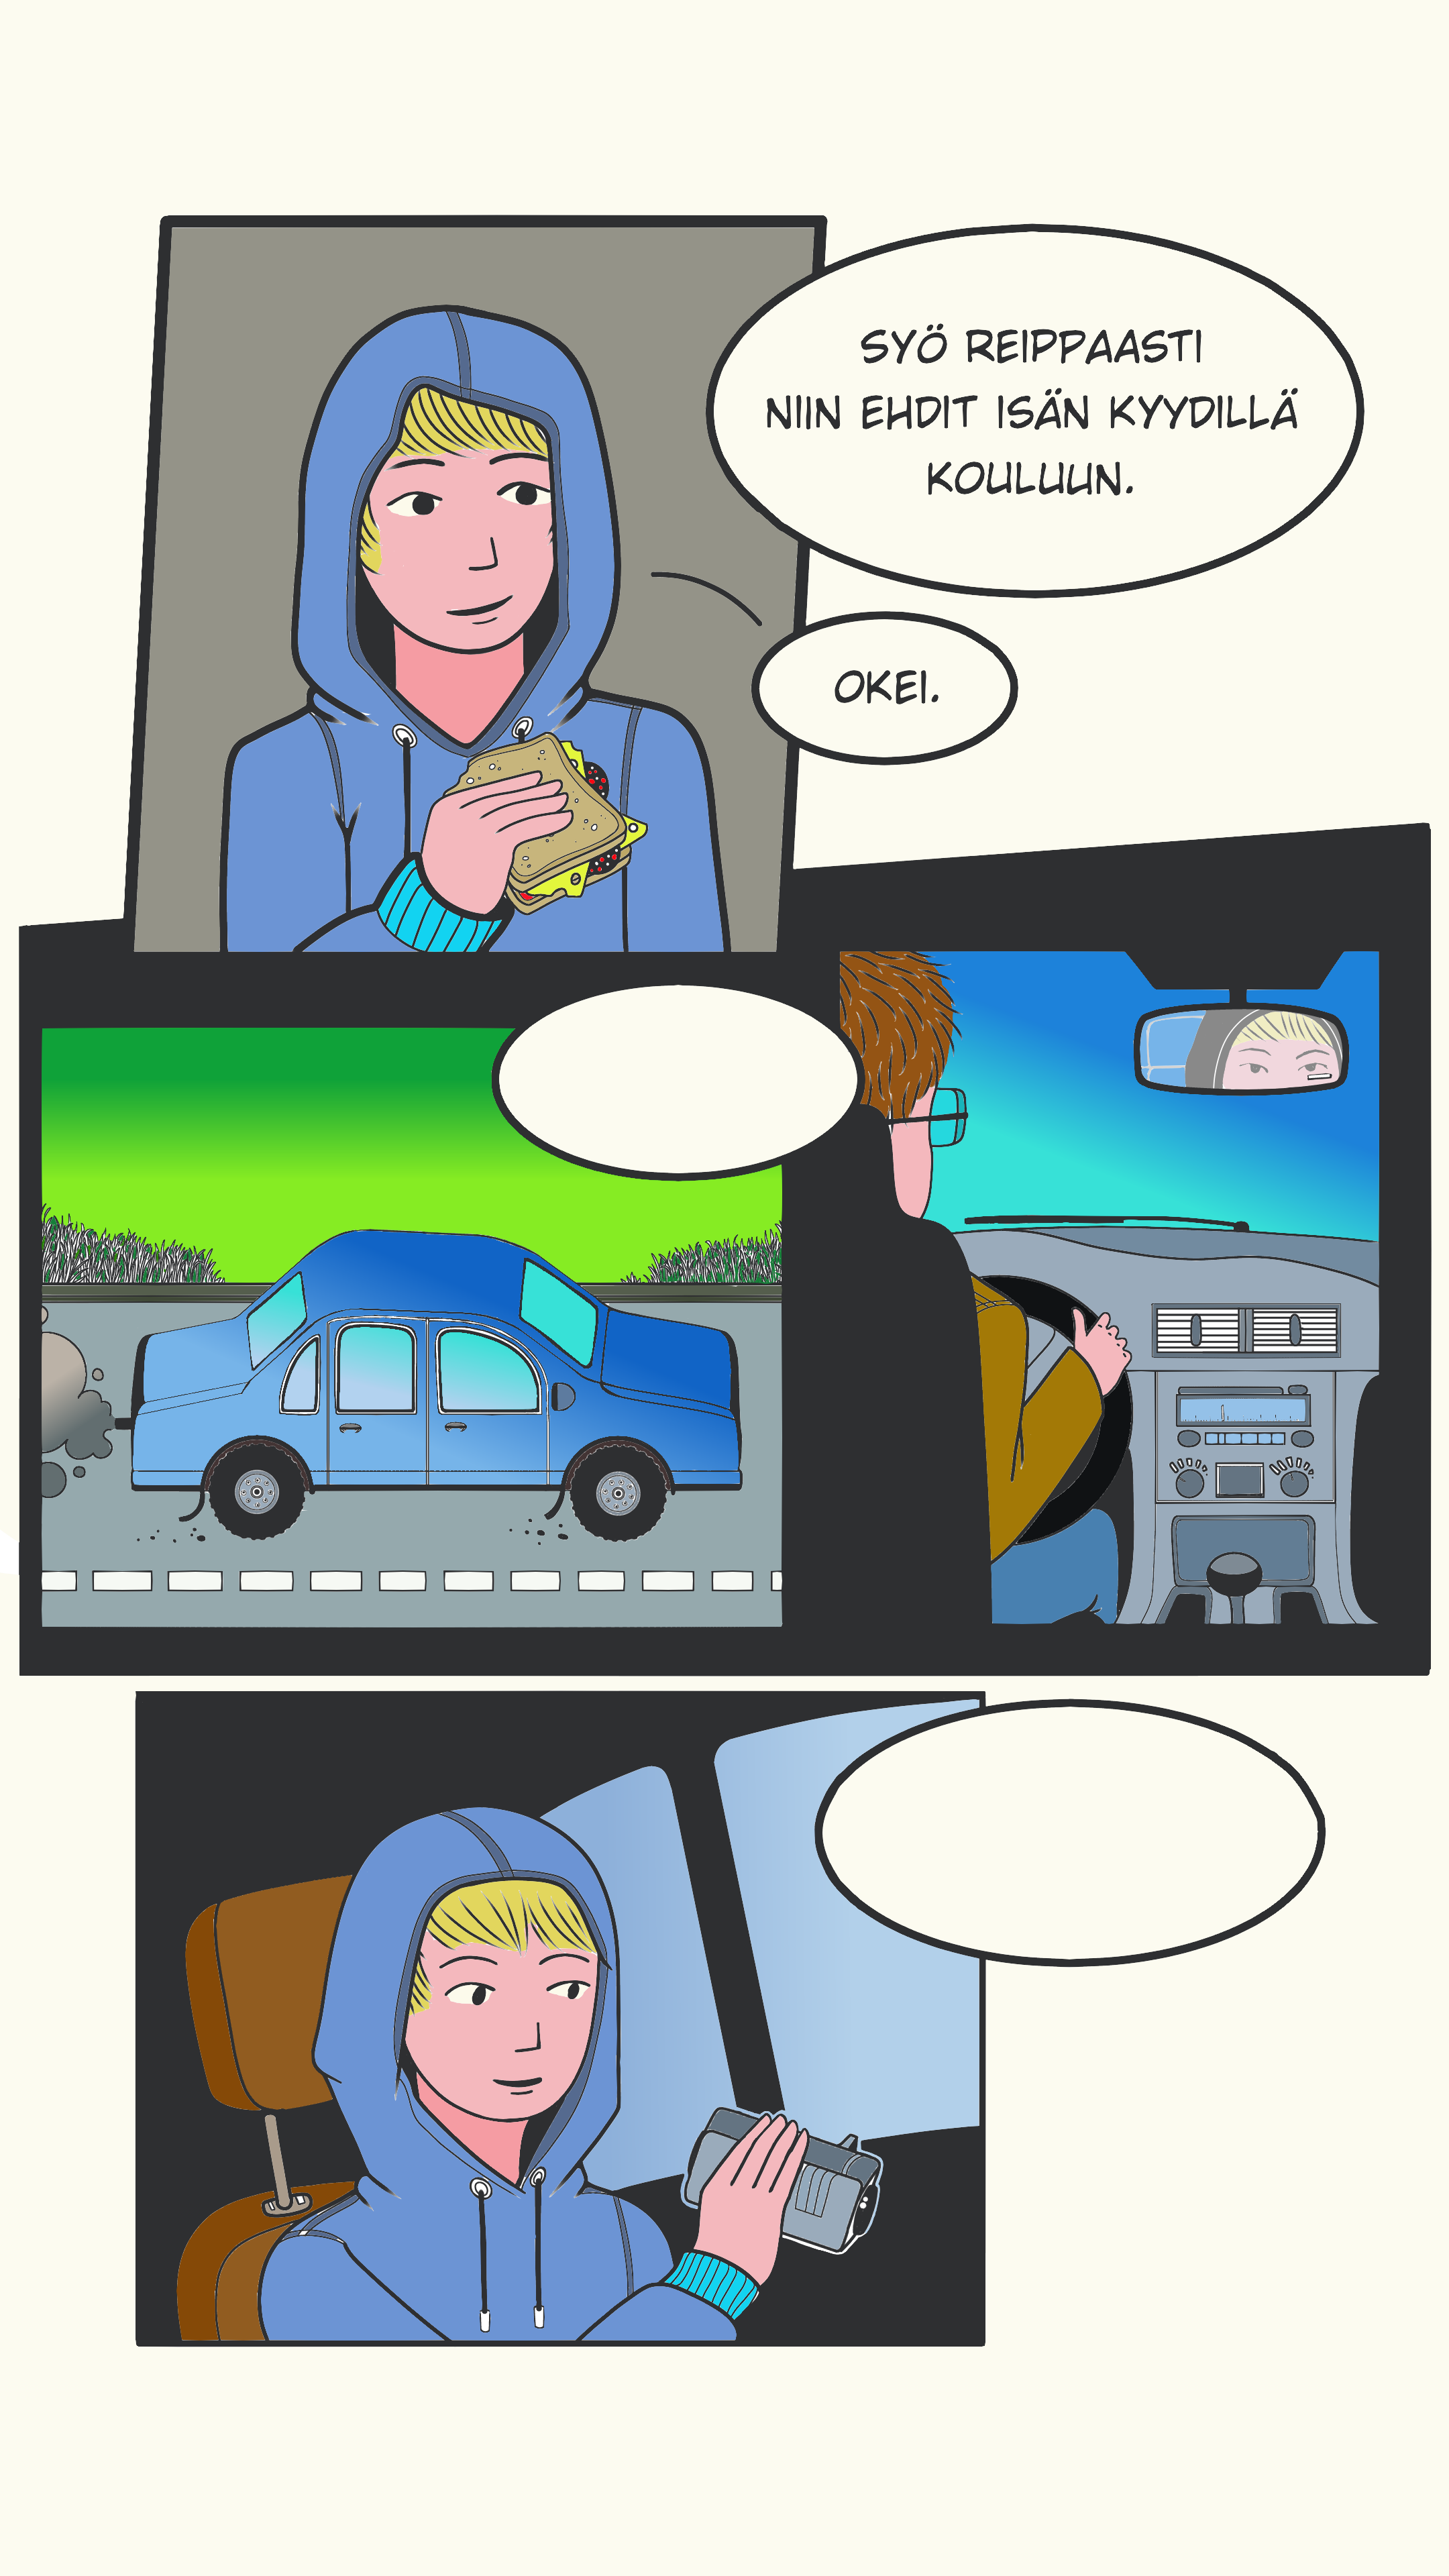 SYÖ REIPPAASTI
NIIN EHDIT ISÄN KYYDILLÄ
KOULUUN.
OKEI.